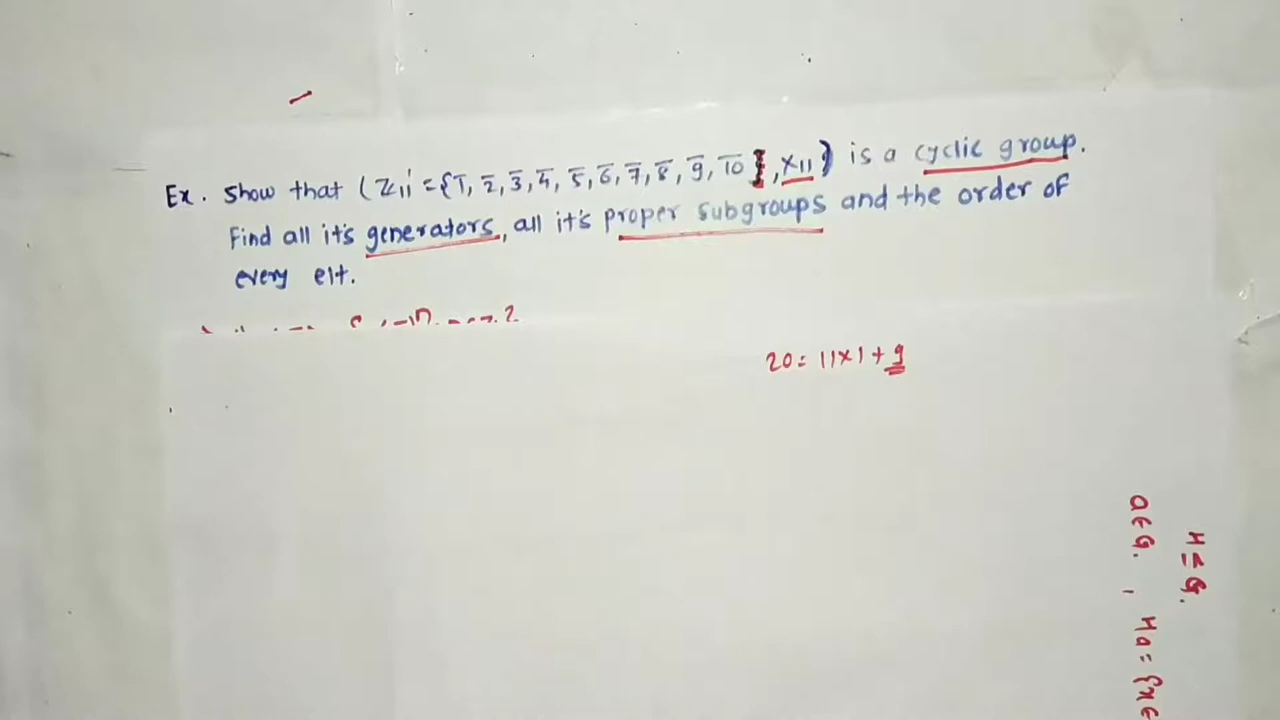 Ex. Show that (Z₁₁' = {1̄, 2̄, 3̄, 4̄, 5̄, 6̄, 7̄, 8̄, 9̄, 1̄0̄}, ×₁₁) is a cyclic group.
Find all it's generators, all it's proper subgroups and the order of
every elt.
20 = 11×1 + 9
H ≤ G.
a ∈ G. , Ha = {x ∈